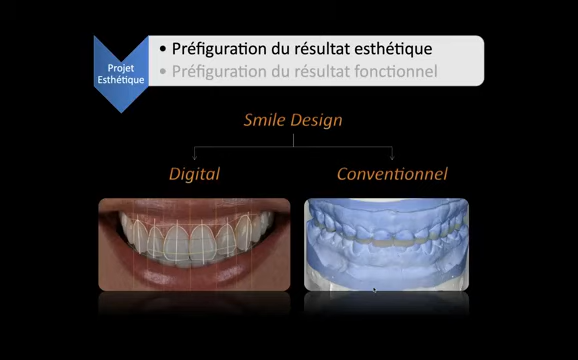 Projet
Esthétique
• Préfiguration du résultat esthétique
• Préfiguration du résultat fonctionnel
Smile Design
Digital
Conventionnel